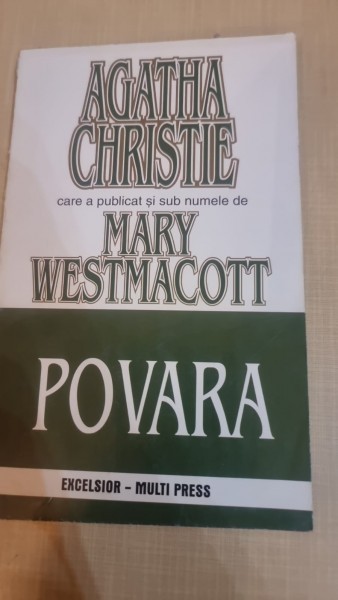 AGATHA
CHRISTIE
care a publicat și sub numele de
MARY
WESTMACOTT
POVARA
EXCELSIOR - MULTI PRESS